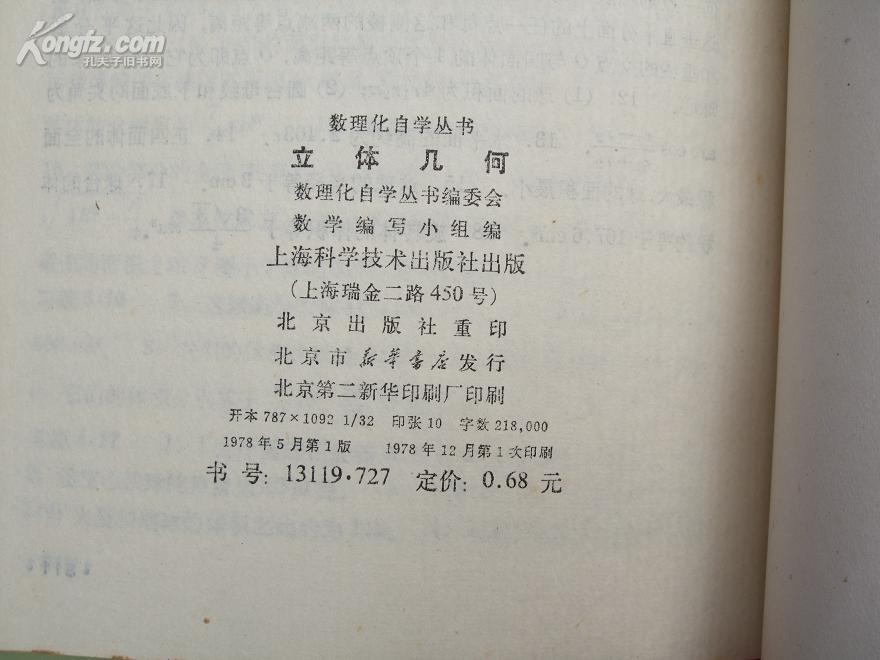 Kongfz.com
孔夫子旧书网
数理化自学丛书
立体几何
数理化自学丛书编委会
数学编写小组编
上海科学技术出版社出版
(上海瑞金二路450号)
北京出版社重印
北京市新华书店发行
北京第二新华印刷厂印刷
开本 787×1092 1/32 印张 10 字数 218,000
1978年5月第1版 1978年12月第1次印刷
书号: 13119·727 定价: 0.68 元